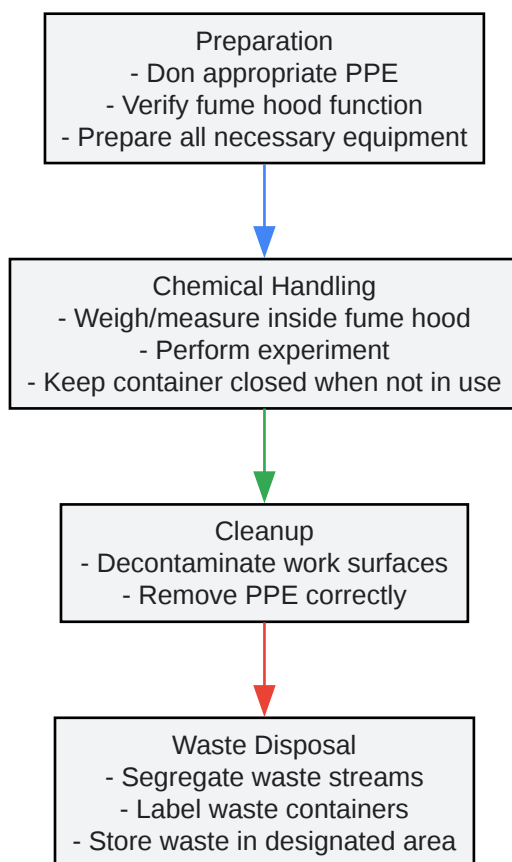 Preparation
- Don appropriate PPE
- Verify fume hood function
- Prepare all necessary equipment
Chemical Handling
- Weigh/measure inside fume hood
- Perform experiment
- Keep container closed when not in use
Cleanup
- Decontaminate work surfaces
- Remove PPE correctly
Waste Disposal
- Segregate waste streams
- Label waste containers
- Store waste in designated area